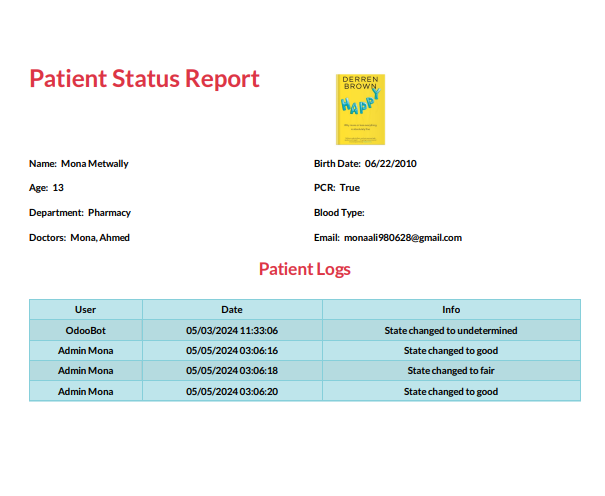 Patient Status Report
DERREN
BROWN
HAPPY
Name: Mona Metwally
Birth Date: 06/22/2010
Age: 13
PCR: True
Department: Pharmacy
Blood Type:
Doctors: Mona, Ahmed
Email: monaali980628@gmail.com
Patient Logs
User Date Info
OdooBot 05/03/2024 11:33:06 State changed to undetermined
Admin Mona 05/05/2024 03:06:16 State changed to good
Admin Mona 05/05/2024 03:06:18 State changed to fair
Admin Mona 05/05/2024 03:06:20 State changed to good